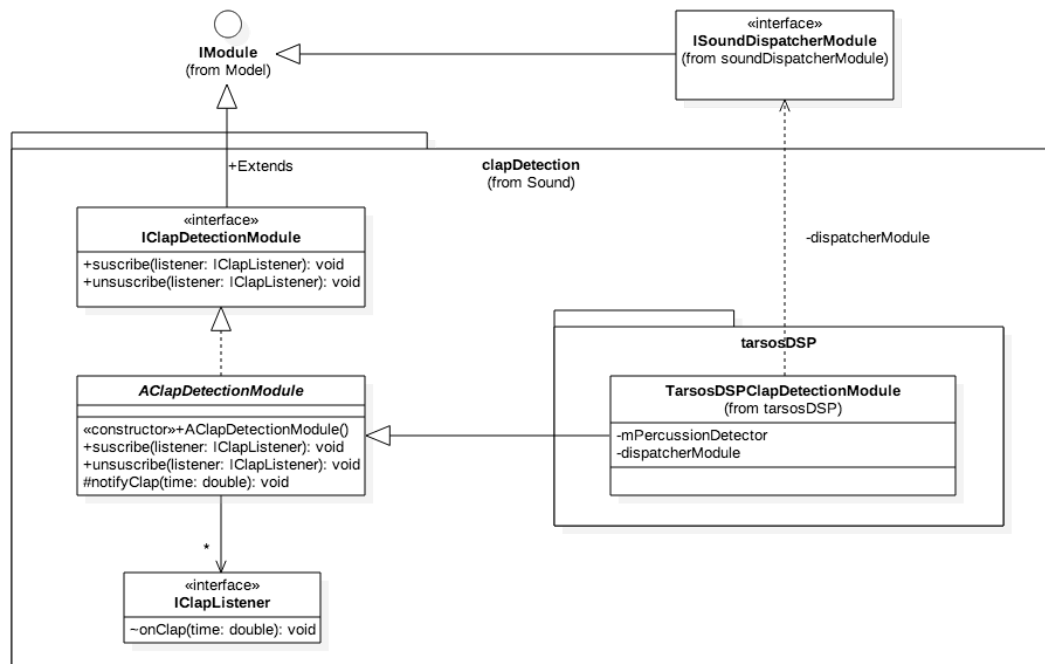 IModule
(from Model)
«interface»
ISoundDispatcherModule
(from soundDispatcherModule)
clapDetection
(from Sound)
+Extends
«interface»
IClapDetectionModule
+suscribe(listener: IClapListener): void
+unsuscribe(listener: IClapListener): void
-dispatcherModule
tarsosDSP
AClapDetectionModule
«constructor»+AClapDetectionModule()
+suscribe(listener: IClapListener): void
+unsuscribe(listener: IClapListener): void
#notifyClap(time: double): void
TarsosDSPClapDetectionModule
(from tarsosDSP)
-mPercussionDetector
-dispatcherModule
*
«interface»
IClapListener
~onClap(time: double): void